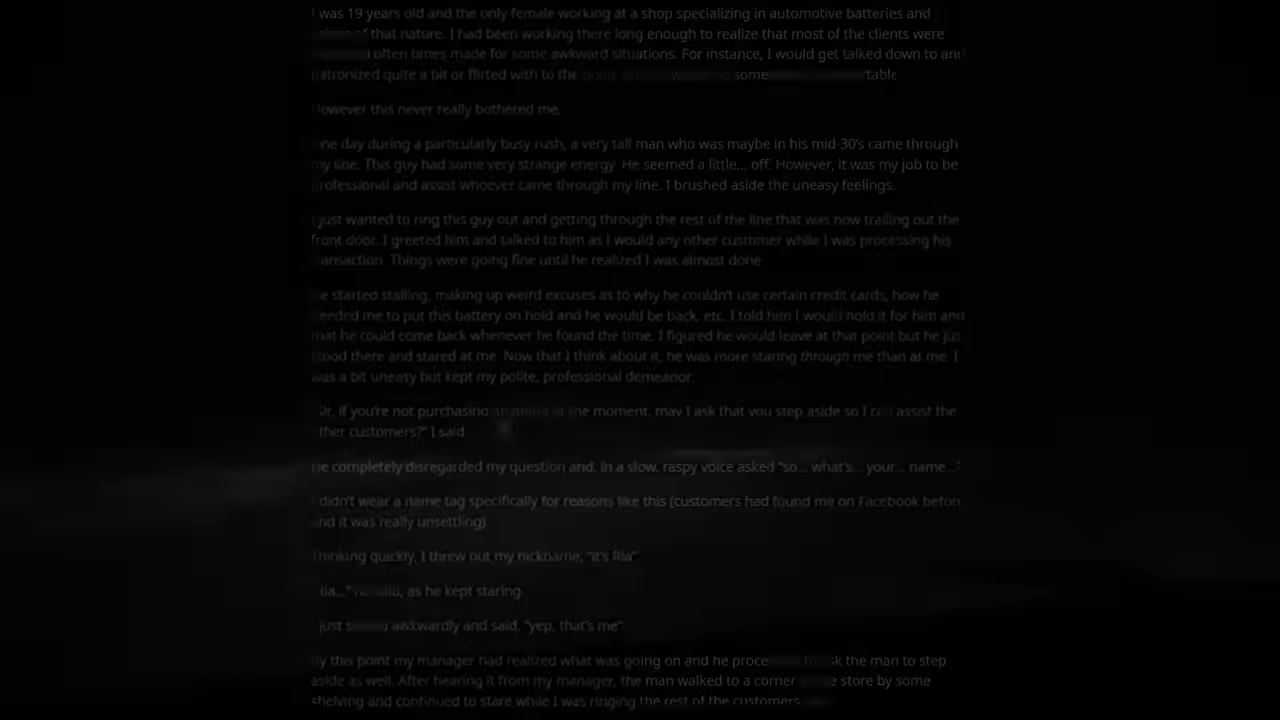 I was 19 years old and the only female working at a shop specializing in automotive batteries and
of that nature. I had been working there long enough to realize that most of the clients were
often times made for some awkward situations. For instance, I would get talked down to and
patronized quite a bit or flirted with to the point some
However this never really bothered me.
One day during a particularly busy rush, a very tall man who was maybe in his mid-30's came through
my line. This guy had some very strange energy. He seemed a little... off. However, it was my job to be
professional and assist whoever came through my line. I brushed aside the uneasy feelings.
I just wanted to ring this guy out and getting through the rest of the line that was now trailing out the
front door. I greeted him and talked to him as I would any other customer while I was processing his
transaction. Things were going fine until he realized I was almost done.
He started stalling, making up weird excuses as to why he couldn't use certain credit cards, how he
needed me to put this battery on hold and he would be back, etc. I told him I would hold it for him and
that he could come back whenever he found the time. I figured he would leave at that point but he just
stood there and stared at me. Now that I think about it, he was more staring through me than at me. I
was a bit uneasy but kept my polite, professional demeanor.
"Sir, if you're not purchasing anything at the moment, may I ask that you step aside so I can assist the
other customers?" I said
He completely disregarded my question and, in a slow, raspy voice asked "so... what's... your... name...?
I didn't wear a name tag specifically for reasons like this (customers had found me on Facebook before
and it was really unsettling).
Thinking quickly, I threw out my nickname, "It's Ria"
"Ria..." he said, as he kept staring.
I just awkwardly and said, "yep, that's me"
By this point my manager had realized what was going on and he to ask the man to step
aside as well. After hearing it from my manager, the man walked to a corner store by some
shelving and continued to stare while I was ringing the rest of the customers